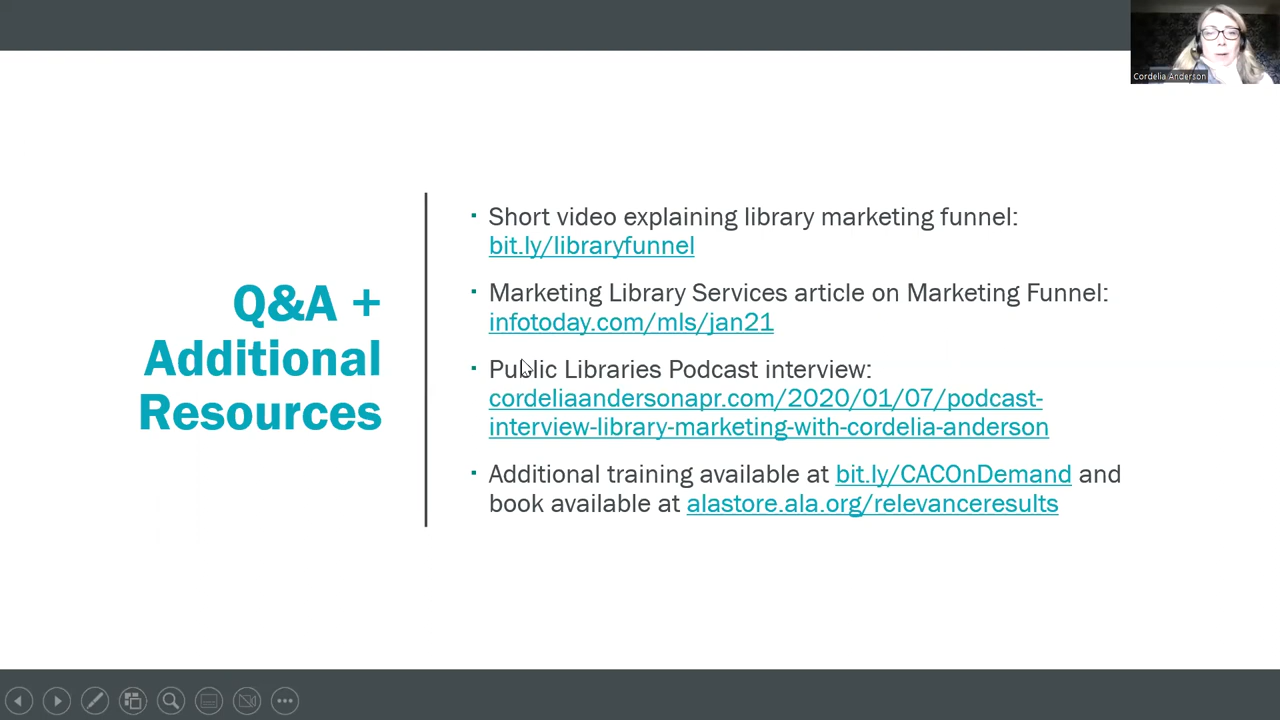 Cordelia Anderson
Q&A +
Additional
Resources
Short video explaining library marketing funnel:
bit.ly/libraryfunnel
Marketing Library Services article on Marketing Funnel:
infotoday.com/mls/jan21
Public Libraries Podcast interview:
cordeliaandersonapr.com/2020/01/07/podcast-
interview-library-marketing-with-cordelia-anderson
Additional training available at bit.ly/CACOnDemand and
book available at alastore.ala.org/relevanceresults